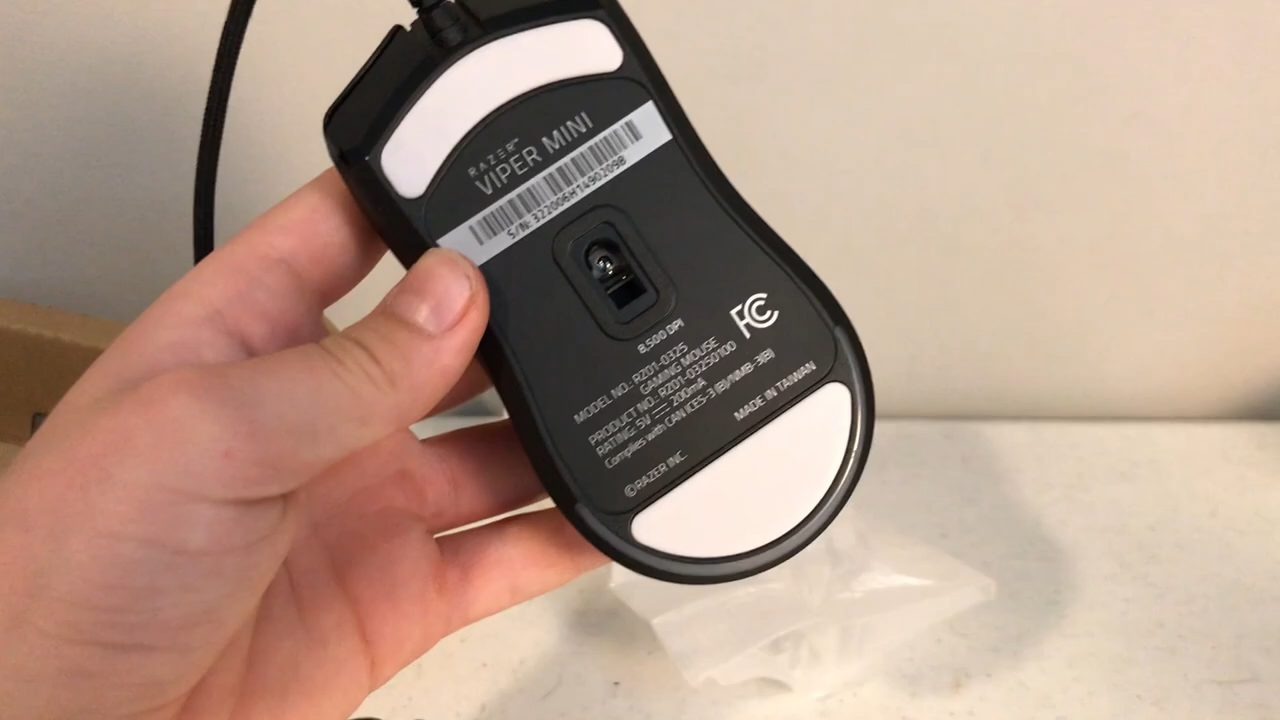 RAZER™
VIPER MINI
S/N: 322006H14902098
8,500 DPI
FC
MODEL NO.: RZ01-0325
GAMING MOUSE
PRODUCT NO.: RZ01-03250100
RATING: 5V ⎓ 200mA
Complies with CAN ICES-3 (B)/NMB-3(B)
MADE IN TAIWAN
©RAZER INC.